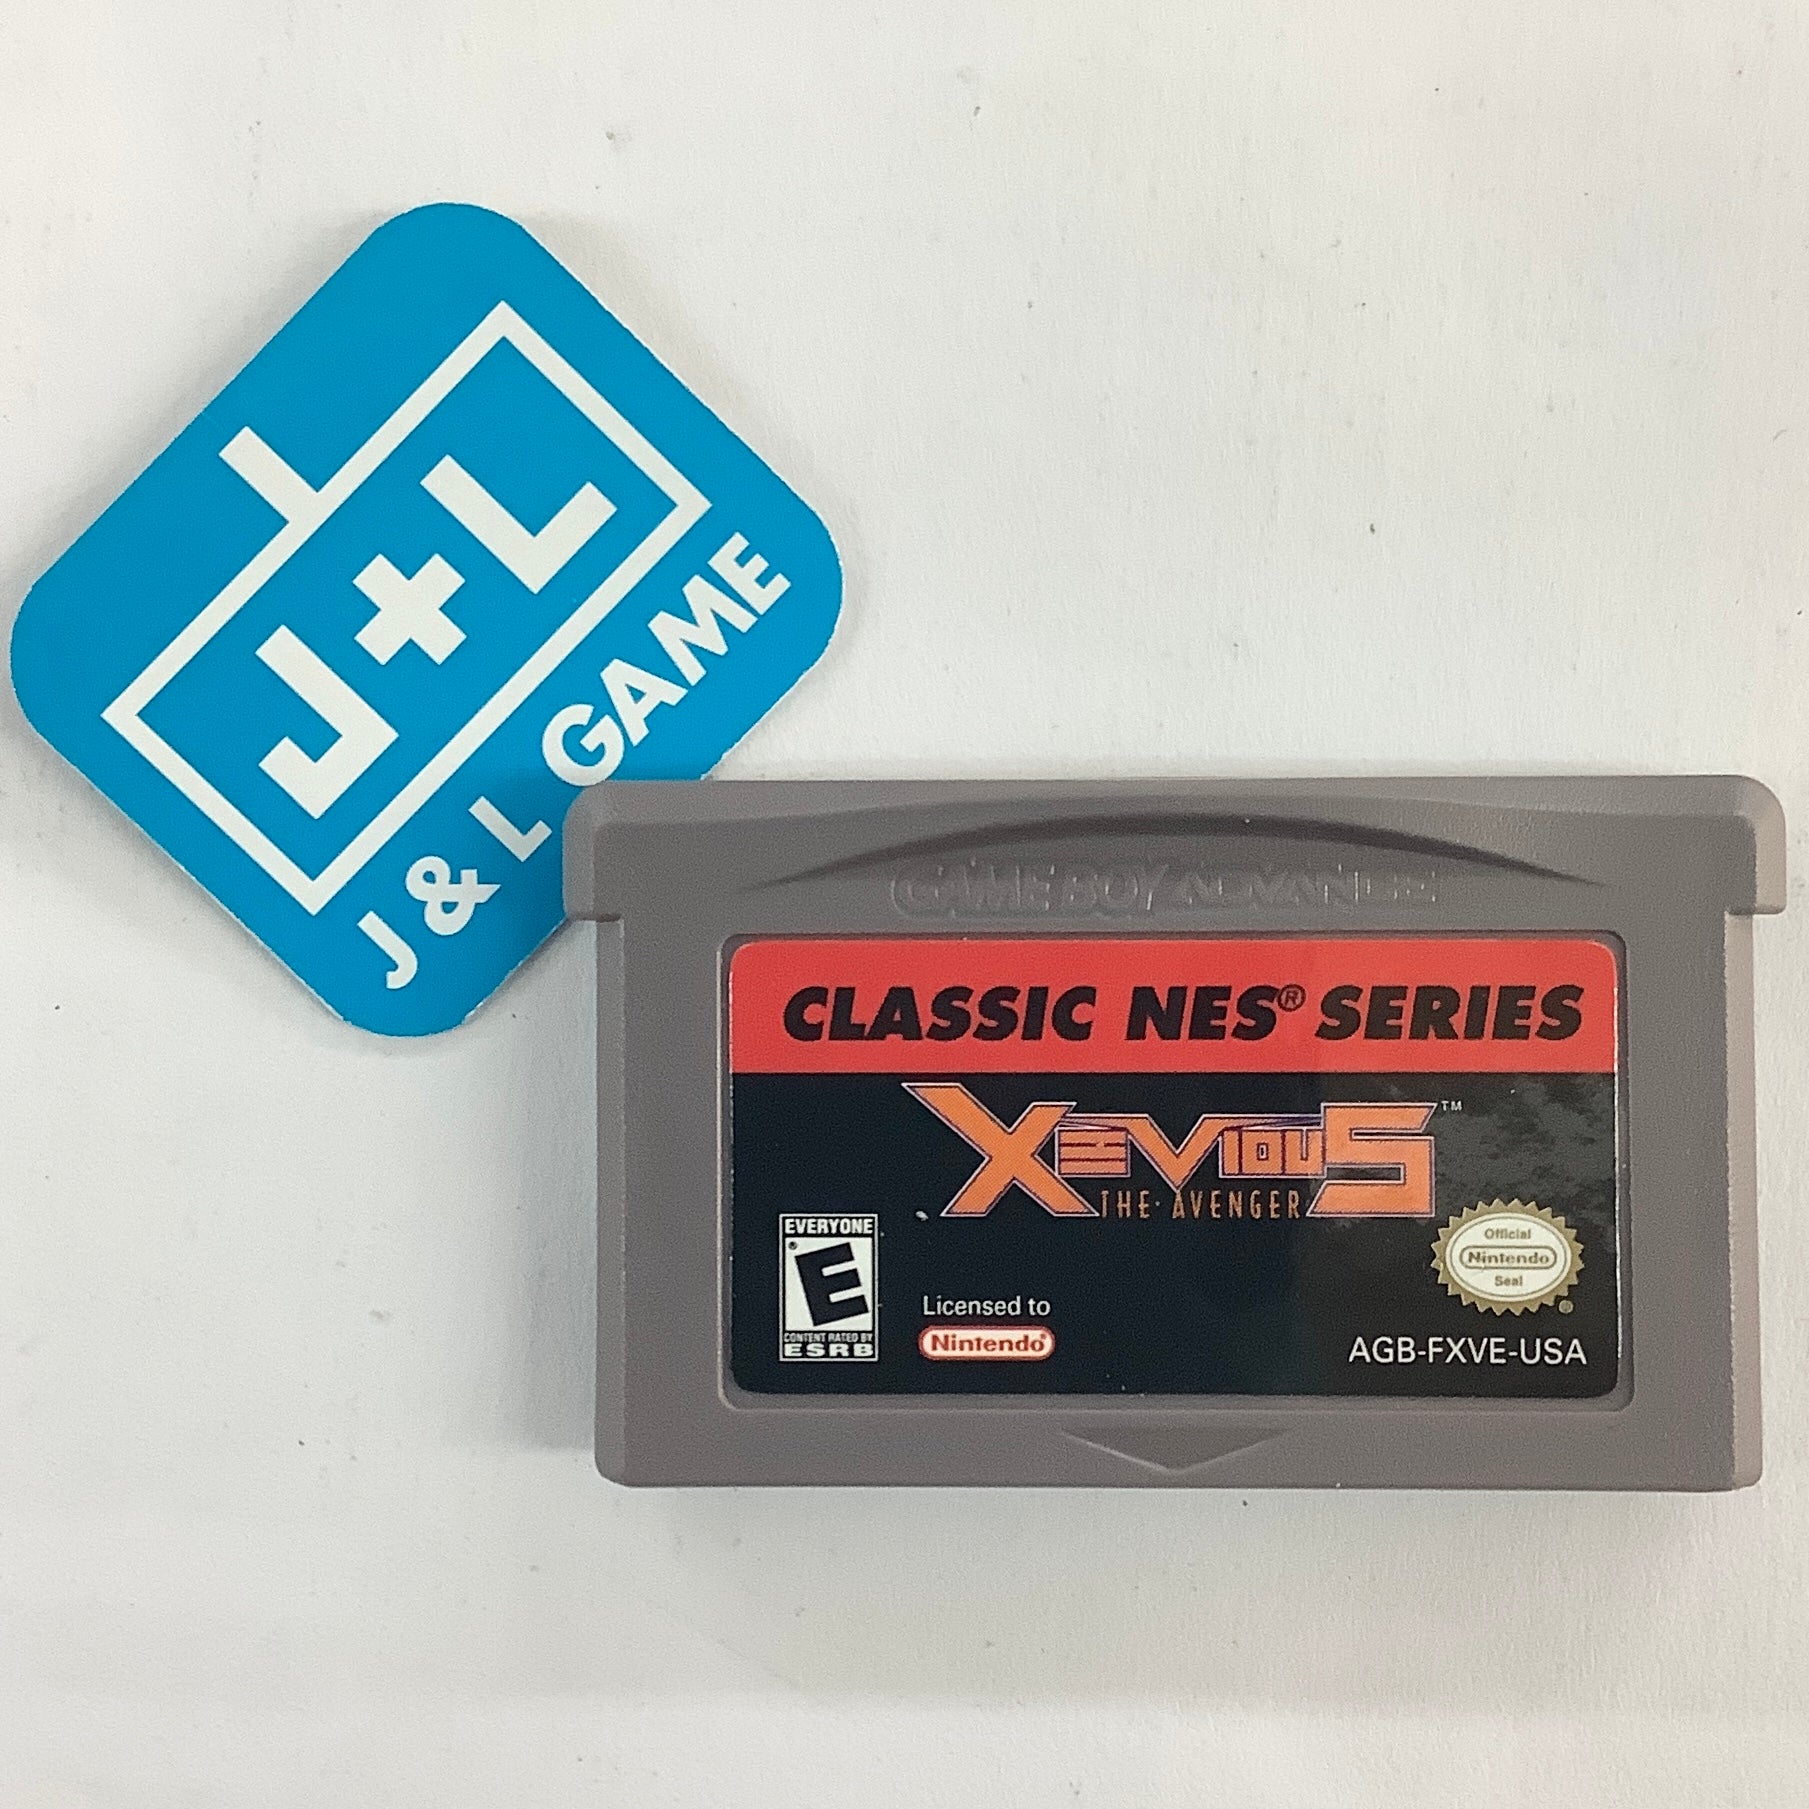 J+L
J & L GAME
GAME BOY ADVANCE
CLASSIC NES® SERIES
XEVIOUS™
THE·AVENGER
EVERYONE
E®
CONTENT RATED BY
ESRB
Licensed to
Nintendo®
Official
Nintendo
Seal®
AGB-FXVE-USA